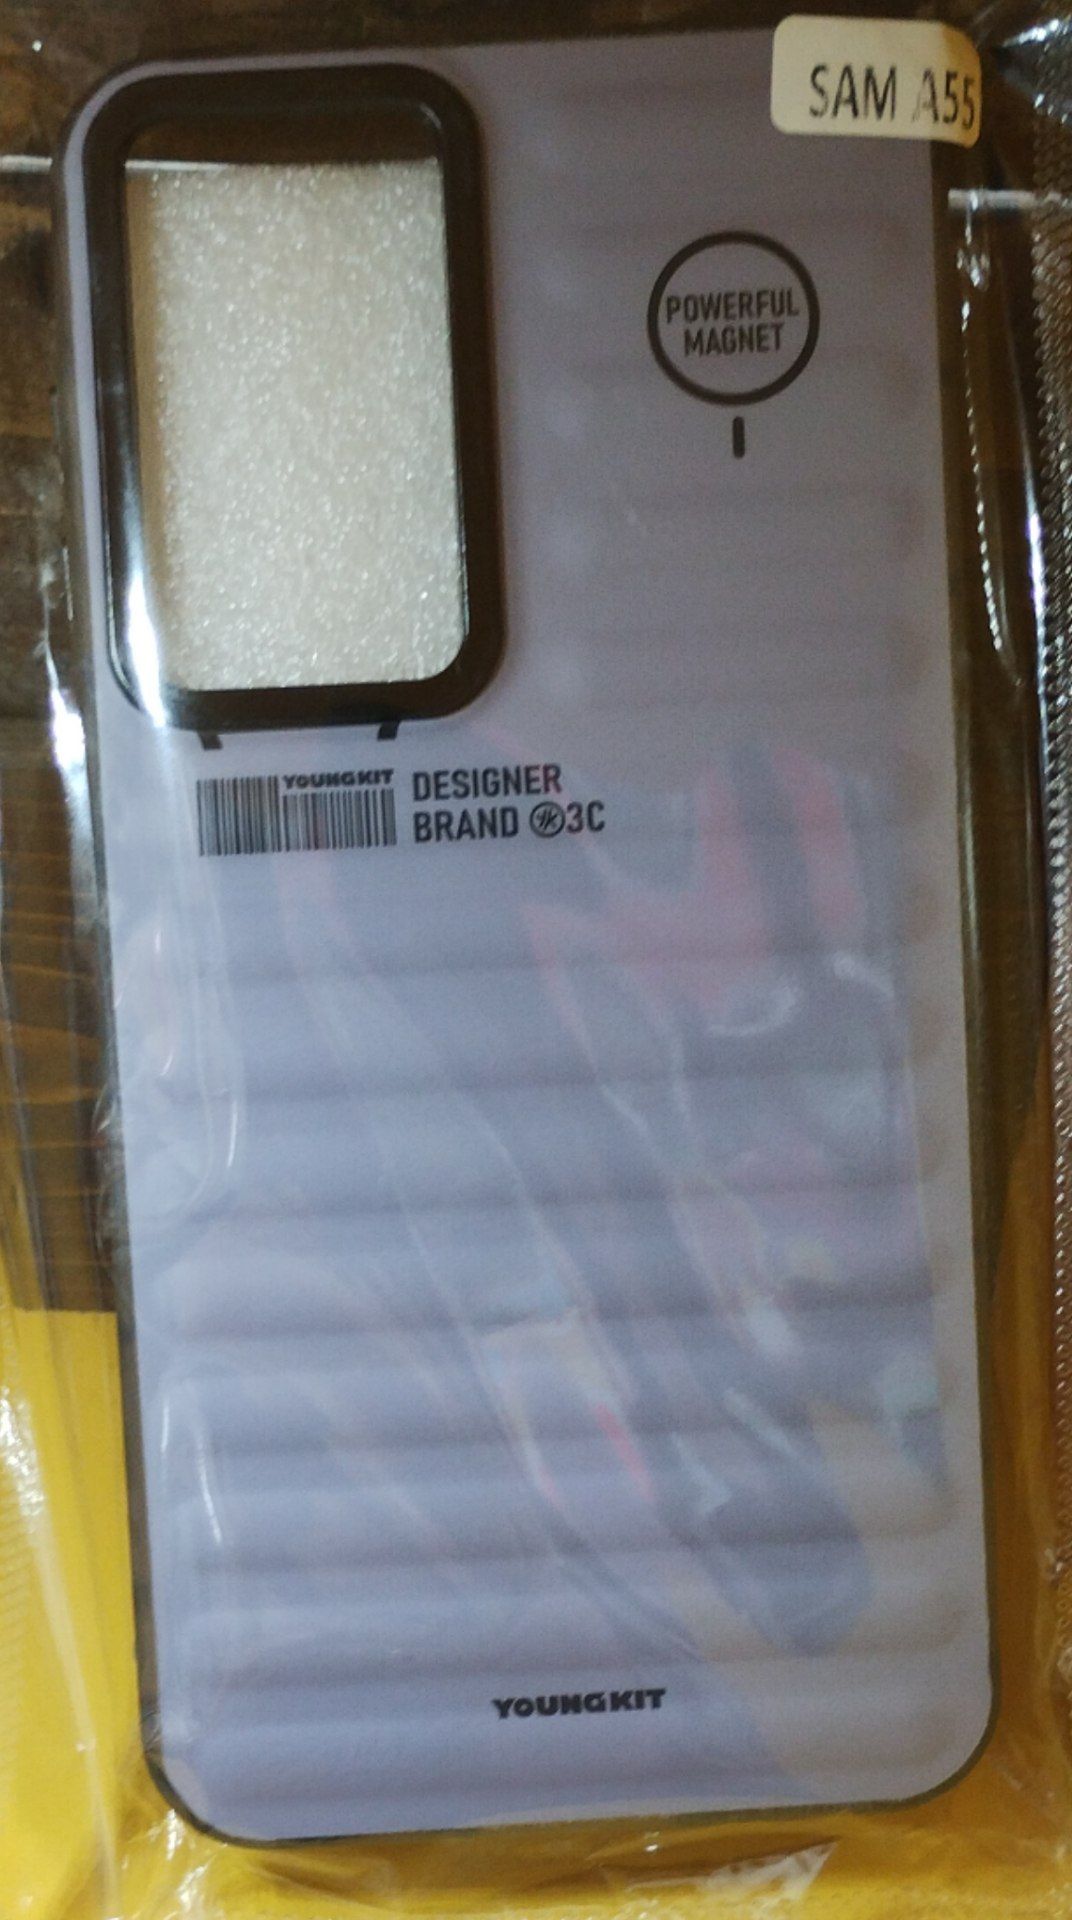 SAM A55
POWERFUL
MAGNET
YOUNGKIT
DESIGNER
BRAND 3C
YOUNGKIT